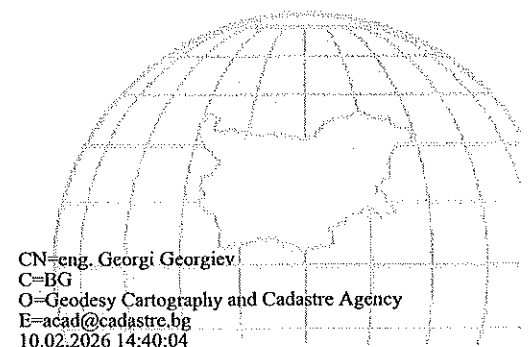 CN=eng. Georgi Georgiev
C=BG
O=Geodesy Cartography and Cadastre Agency
E=acad@cadastre.bg
10.02.2026 14:40:04